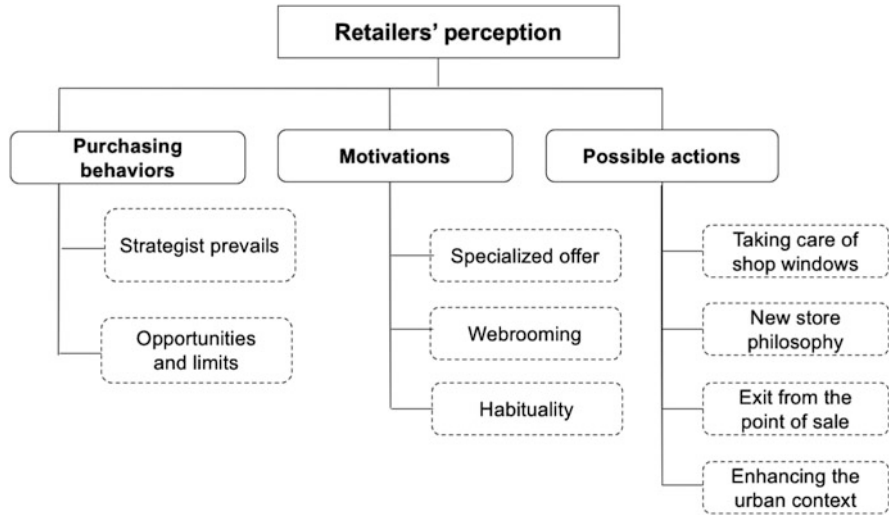 Retailers’ perception
Purchasing
behaviors
Motivations
Possible actions
Strategist prevails
Opportunities
and limits
Specialized offer
Webrooming
Habituality
Taking care of
shop windows
New store
philosophy
Exit from the
point of sale
Enhancing the
urban context